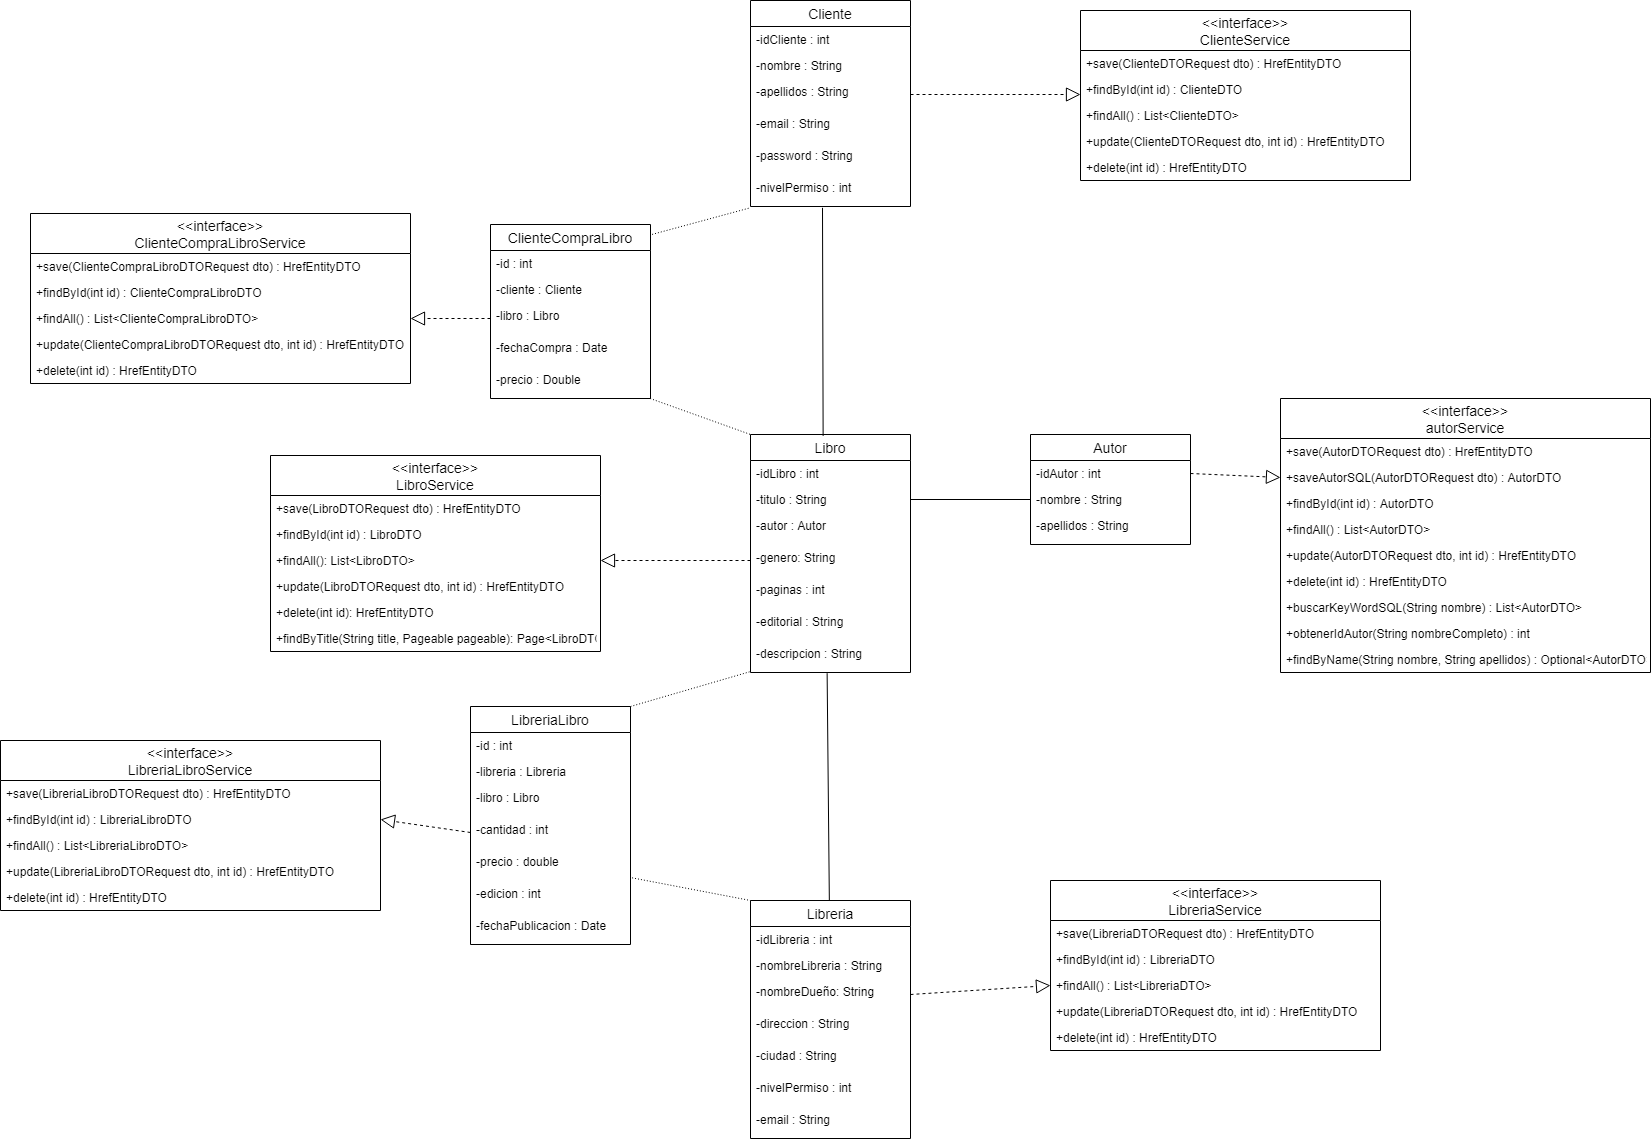 Cliente
-idCliente : int
-nombre : String
-apellidos : String
-email : String
-password : String
-nivelPermiso : int
<<interface>>
ClienteService
+save(ClienteDTORequest dto) : HrefEntityDTO
+findById(int id) : ClienteDTO
+findAll() : List<ClienteDTO>
+update(ClienteDTORequest dto, int id) : HrefEntityDTO
+delete(int id) : HrefEntityDTO
<<interface>>
ClienteCompraLibroService
+save(ClienteCompraLibroDTORequest dto) : HrefEntityDTO
+findById(int id) : ClienteCompraLibroDTO
+findAll() : List<ClienteCompraLibroDTO>
+update(ClienteCompraLibroDTORequest dto, int id) : HrefEntityDTO
+delete(int id) : HrefEntityDTO
ClienteCompraLibro
-id : int
-cliente : Cliente
-libro : Libro
-fechaCompra : Date
-precio : Double
<<interface>>
LibroService
+save(LibroDTORequest dto) : HrefEntityDTO
+findById(int id) : LibroDTO
+findAll(): List<LibroDTO>
+update(LibroDTORequest dto, int id) : HrefEntityDTO
+delete(int id): HrefEntityDTO
+findByTitle(String title, Pageable pageable): Page<LibroDT
Libro
-idLibro : int
-titulo : String
-autor : Autor
-genero: String
-paginas : int
-editorial : String
-descripcion : String
Autor
-idAutor : int
-nombre : String
-apellidos : String
<<interface>>
autorService
+save(AutorDTORequest dto) : HrefEntityDTO
+saveAutorSQL(AutorDTORequest dto) : AutorDTO
+findById(int id) : AutorDTO
+findAll() : List<AutorDTO>
+update(AutorDTORequest dto, int id) : HrefEntityDTO
+delete(int id) : HrefEntityDTO
+buscarKeyWordSQL(String nombre) : List<AutorDTO>
+obtenerIdAutor(String nombreCompleto) : int
+findByName(String nombre, String apellidos) : Optional<AutorDTO
<<interface>>
LibreriaLibroService
+save(LibreriaLibroDTORequest dto) : HrefEntityDTO
+findById(int id) : LibreriaLibroDTO
+findAll() : List<LibreriaLibroDTO>
+update(LibreriaLibroDTORequest dto, int id) : HrefEntityDTO
+delete(int id) : HrefEntityDTO
LibreriaLibro
-id : int
-libreria : Libreria
-libro : Libro
-cantidad : int
-precio : double
-edicion : int
-fechaPublicacion : Date
Libreria
-idLibreria : int
-nombreLibreria : String
-nombreDueño: String
-direccion : String
-ciudad : String
-nivelPermiso : int
-email : String
<<interface>>
LibreriaService
+save(LibreriaDTORequest dto) : HrefEntityDTO
+findById(int id) : LibreriaDTO
+findAll() : List<LibreriaDTO>
+update(LibreriaDTORequest dto, int id) : HrefEntityDTO
+delete(int id) : HrefEntityDTO